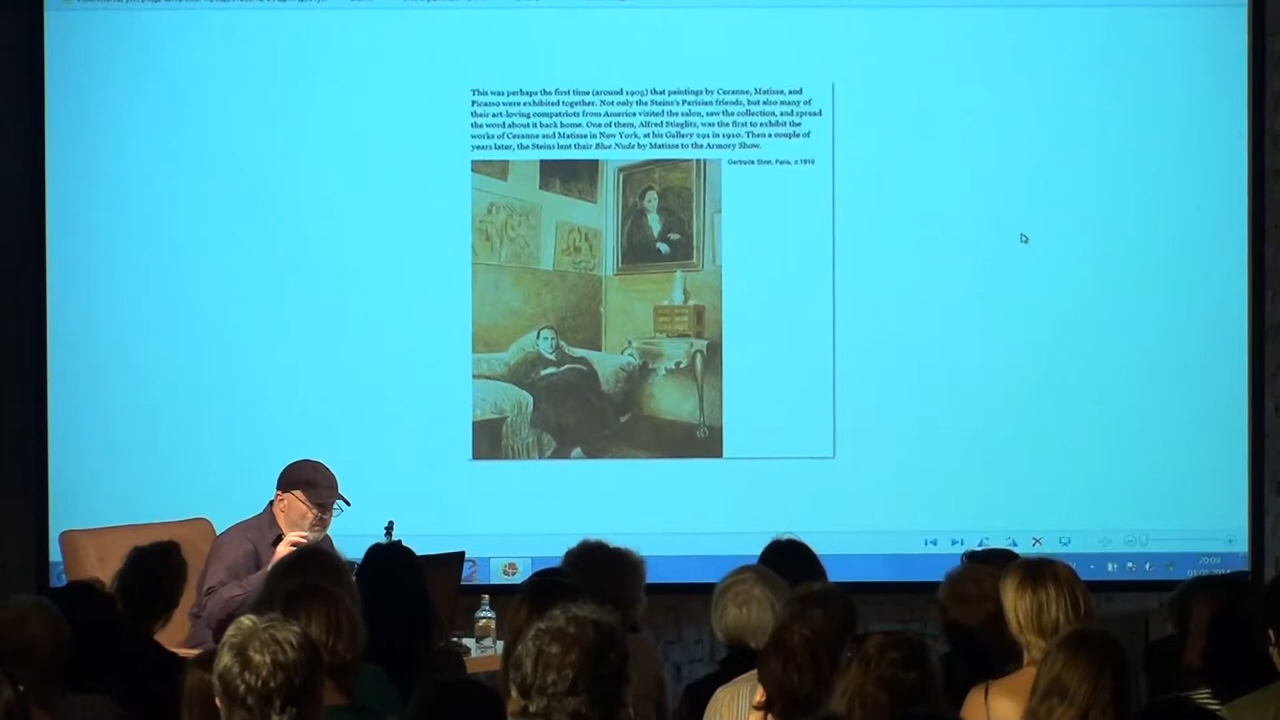 This was perhaps the first time (around 1905) that paintings by Cezanne, Matisse, and
Picasso were exhibited together. Not only the Steins's Parisian friends, but also many of
their art-loving compatriots from America visited the salon, saw the collection, and spread
the word about it back home. One of them, Alfred Stieglitz, was the first to exhibit the
works of Cezanne and Matisse in New York, at his Gallery 291 in 1910. Then a couple of
years later, the Steins lent their Blue Nude by Matisse to the Armory Show.
Gertrude Stein, Paris, c.1910
20:09